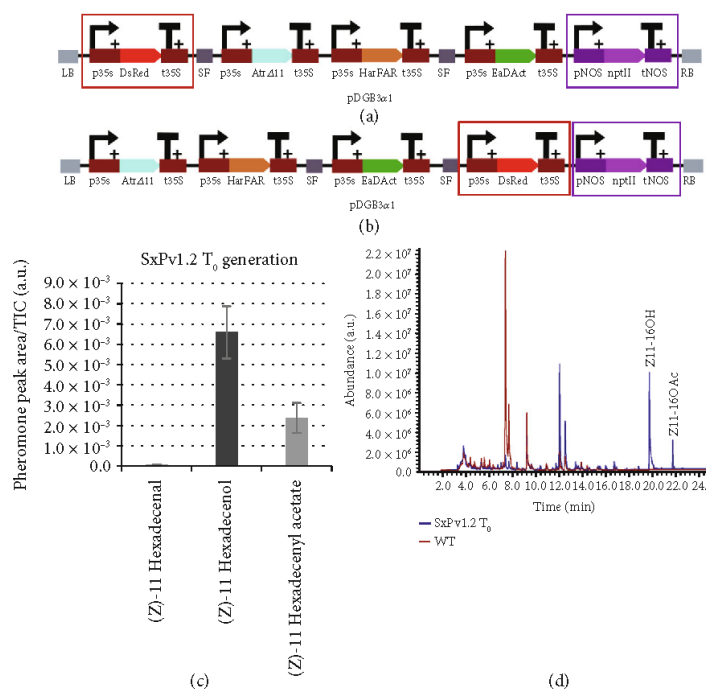 LB p35s DsRed t35S SF p35s AtrΔ11 t35S p35s HarFAR t35S SF p35s EaDAct t35S pNOS nptII tNOS RB
pDGB3α1
(a)
LB p35s AtrΔ11 t35S p35s HarFAR t35S SF p35s EaDAct t35S SF p35s DsRed t35S pNOS nptII tNOS RB
pDGB3α1
(b)
SxPv1.2 T₀ generation
Pheromone peak area/TIC (a.u.)
9.0 × 10⁻³
8.0 × 10⁻³
7.0 × 10⁻³
6.0 × 10⁻³
5.0 × 10⁻³
4.0 × 10⁻³
3.0 × 10⁻³
2.0 × 10⁻³
1.0 × 10⁻³
0.0
(Z)-11 Hexadecenal
(Z)-11 Hexadecenol
(Z)-11 Hexadecenyl acetate
(c)
Abundance (a.u.)
2.2 × 10⁷
2.0 × 10⁷
1.8 × 10⁷
1.6 × 10⁷
1.4 × 10⁷
1.2 × 10⁷
1.0 × 10⁷
8.0 × 10⁶
6.0 × 10⁶
4.0 × 10⁶
2.0 × 10⁶
0.0
Z11-16OH
Z11-16OAc
2.0 4.0 6.0 8.0 10.0 12.0 14.0 16.0 18.0 20.0 22.0 24.0
Time (min)
SxPv1.2 T₀
WT
(d)